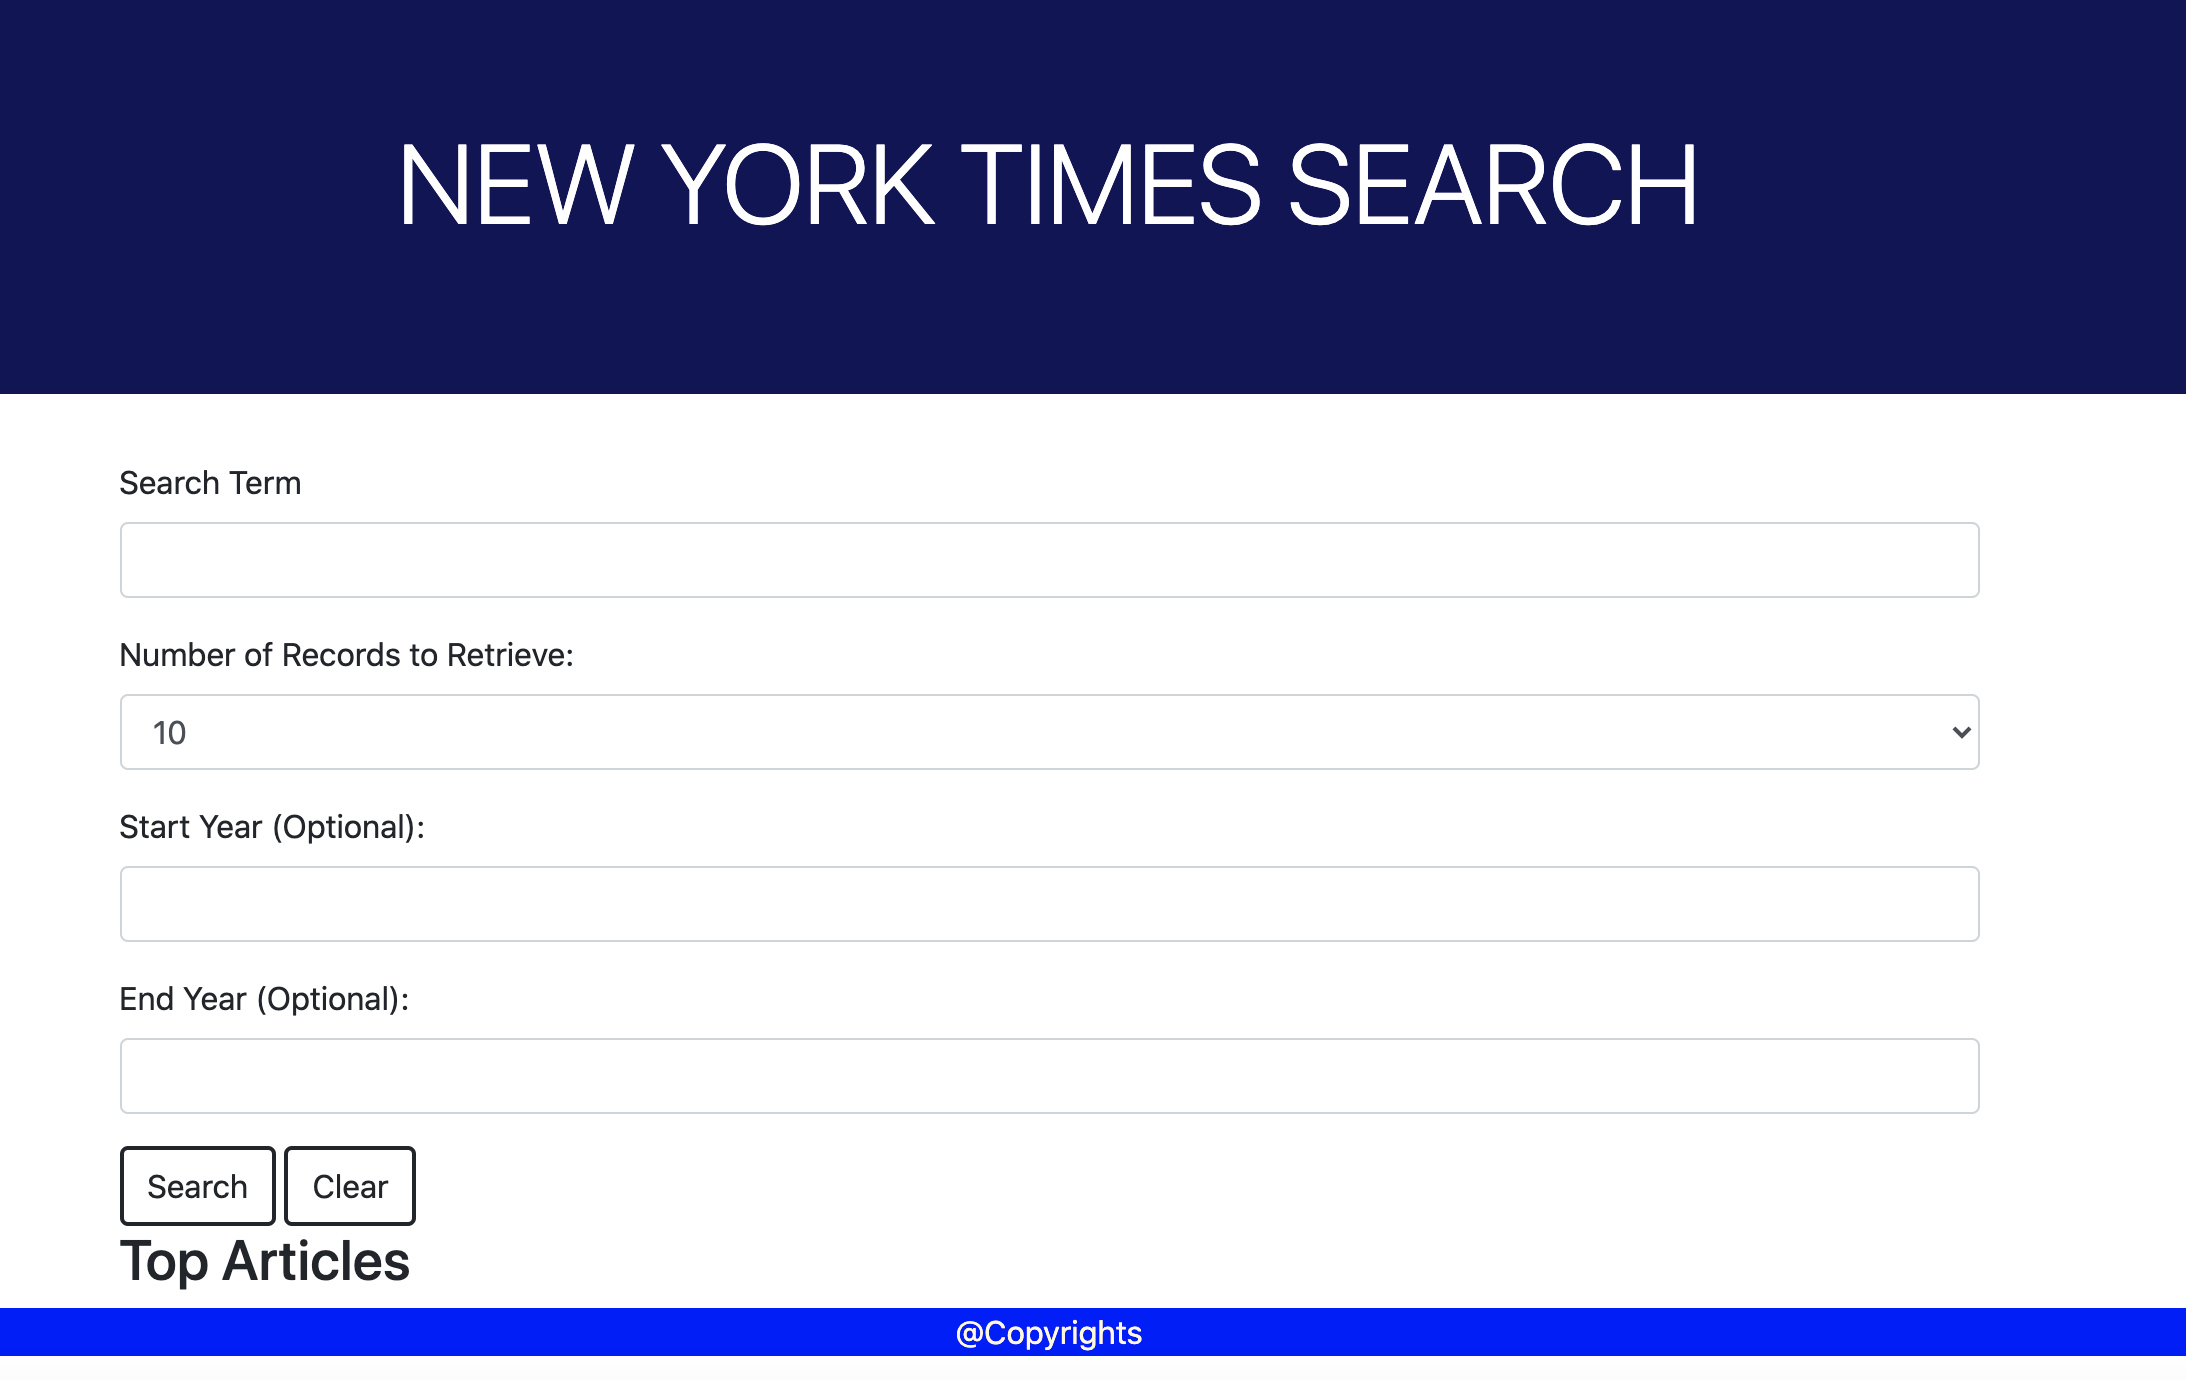 NEW YORK TIMES SEARCH
Search Term
Number of Records to Retrieve:
10
Start Year (Optional):
End Year (Optional):
Search Clear
Top Articles
@Copyrights